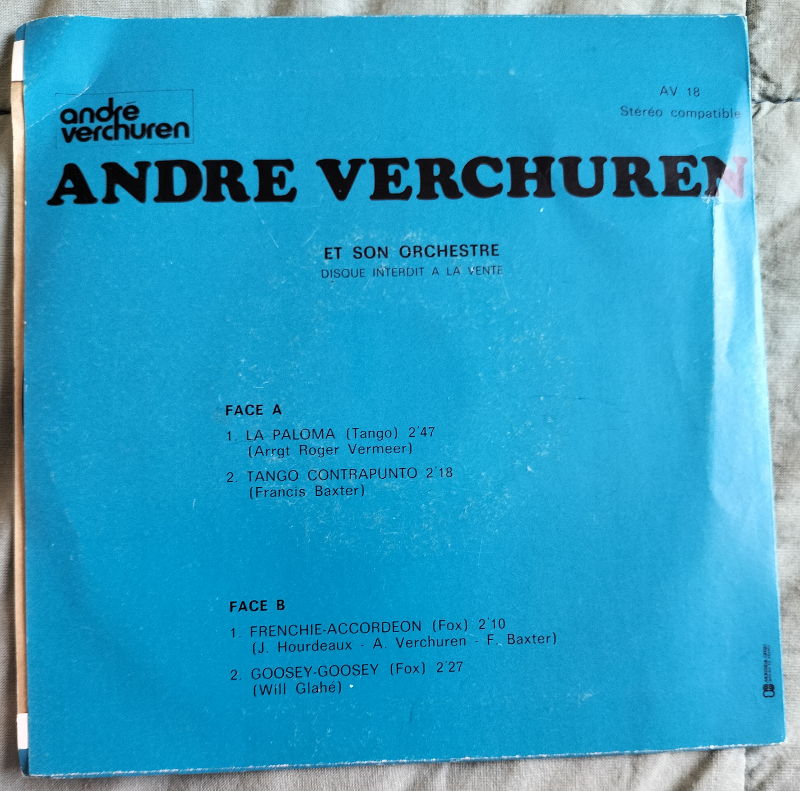 andré
verchuren
AV 18
Stéréo compatible
ANDRE VERCHUREN
ET SON ORCHESTRE
DISQUE INTERDIT A LA VENTE
FACE A
1. LA PALOMA (Tango) 2'47
(Arrgt Roger Vermeer)
2. TANGO CONTRAPUNTO 2'18
(Francis Baxter)
FACE B
1. FRENCHIE-ACCORDEON (Fox) 2'10
(J. Hourdeaux - A. Verchuren - F. Baxter)
2. GOOSEY-GOOSEY (Fox) 2'27
(Will Glahé)